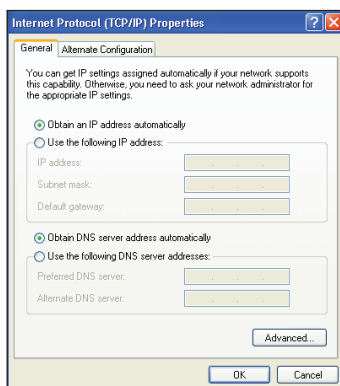 Internet Protocol (TCP/IP) Properties
General
Alternate Configuration
You can get IP settings assigned automatically if your network supports
this capability. Otherwise, you need to ask your network administrator for
the appropriate IP settings.
Obtain an IP address automatically
Use the following IP address:
IP address:
Subnet mask:
Default gateway:
Obtain DNS server address automatically
Use the following DNS server addresses:
Preferred DNS server:
Alternate DNS server:
Advanced...
OK
Cancel